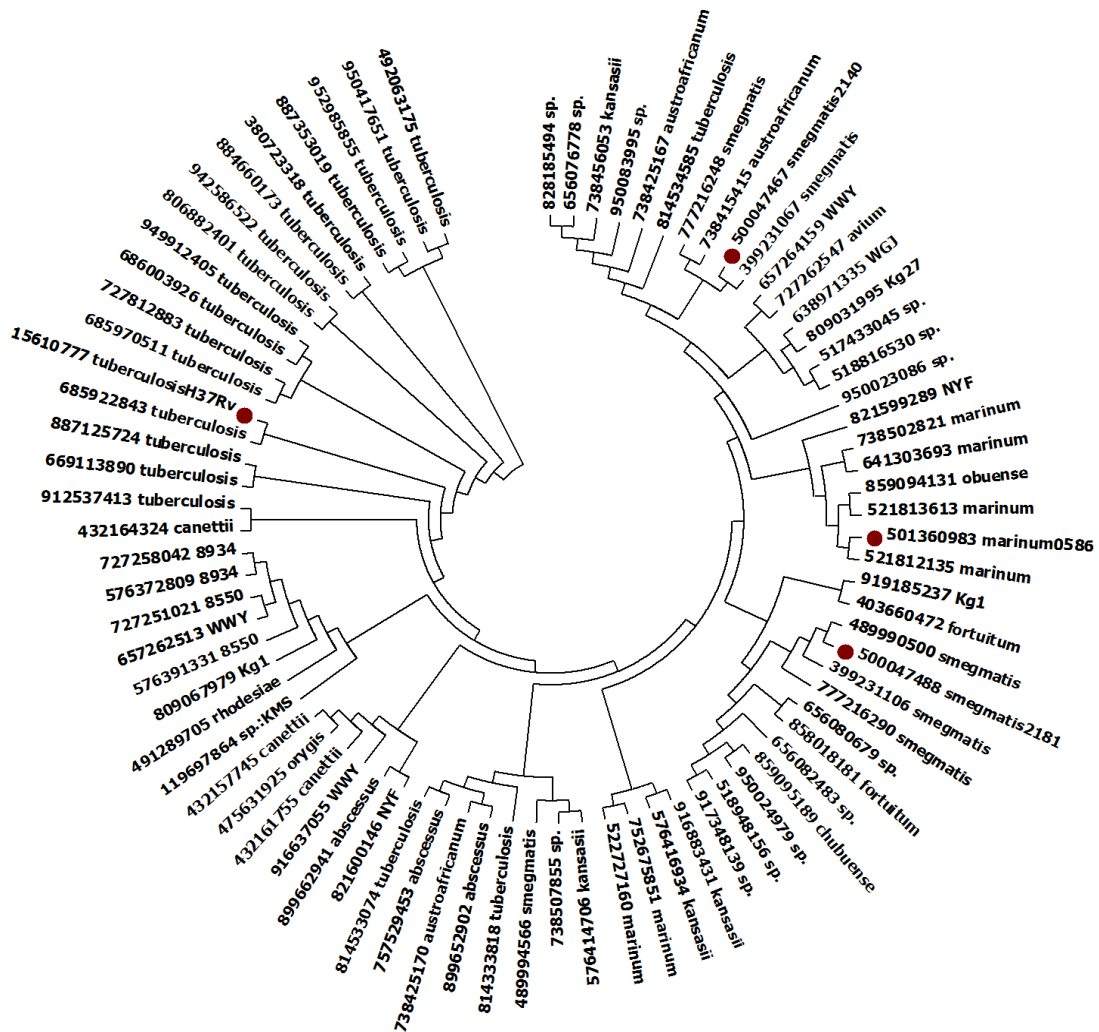 828185494 sp.
656076778 sp.
738456053 kansasii
950083995 sp.
738425167 austroafricanum
814534585 tuberculosis
777216248 smegmatis
738415415 austroafricanum
500047467 smegmatis2140
399231067 smegmatis
657264159 WWY
727262547 avium
638971335 WGJ
809031995 Kg27
517433045 sp.
518816530 sp.
950023086 sp.
821599289 NYF
738502821 marinum
641303693 marinum
859094131 obuense
521813613 marinum
501360983 marinum0586
521812135 marinum
919185237 Kg1
403660472 fortuitum
489990500 smegmatis
500047488 smegmatis2181
399231106 smegmatis
777216290 smegmatis
656080679 sp.
858018181 fortuitum
656082483 sp.
859095189 chubuense
950024979 sp.
518948156 sp.
917348139 sp.
916883431 kansasii
576416934 kansasii
752675851 marinum
522727160 marinum
576414706 kansasii
738507855 sp.
489994566 smegmatis
814333818 tuberculosis
899652902 abscessus
738425170 austroafricanum
757529453 abscessus
814533074 tuberculosis
821600146 NYF
899662941 abscessus
916637055 WWY
432161755 canettii
475631925 orygis
432157745 canettii
119697864 sp.:KMS
491289705 rhodesiae
809067979 Kg1
576391331 8550
657262513 WWY
727251021 8550
576372809 8934
727258042 8934
432164324 canettii
912537413 tuberculosis
669113890 tuberculosis
887125724 tuberculosis
685922843 tuberculosis
15610777 tuberculosisH37Rv
685970511 tuberculosis
727812883 tuberculosis
686003926 tuberculosis
949912405 tuberculosis
806882401 tuberculosis
942586522 tuberculosis
884660173 tuberculosis
380723318 tuberculosis
887353019 tuberculosis
952985855 tuberculosis
950417651 tuberculosis
492063175 tuberculosis